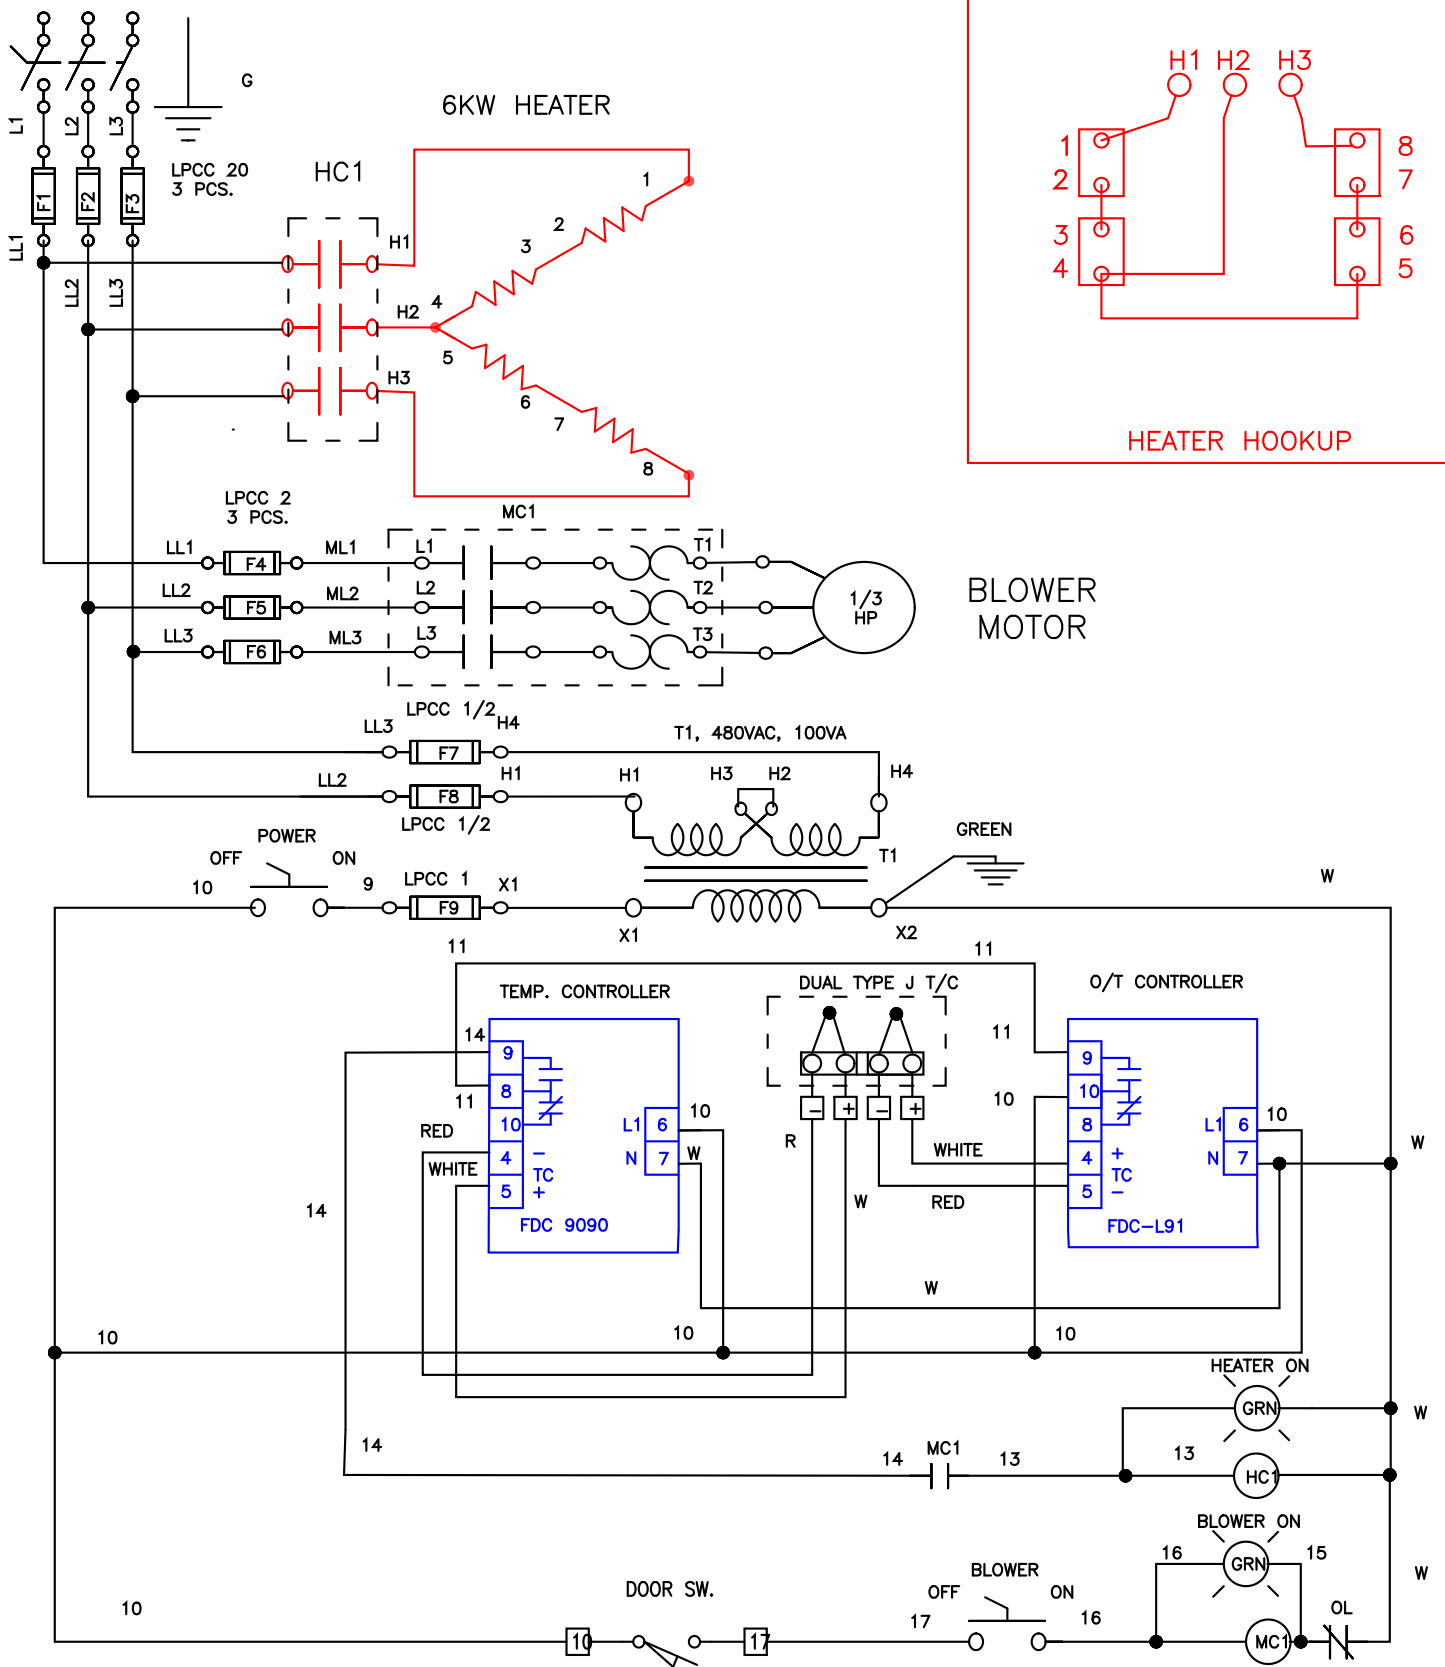 G
L1
L2
L3
LPCC 20
3 PCS.
F1
F2
F3
LL1
LL2
LL3
HC1
6KW HEATER
H1
H2
H3
1
2
3
4
5
6
7
8
H1 H2 H3
1
2
3
4
8
7
6
5
HEATER HOOKUP
LPCC 2
3 PCS.
MC1
LL1
F4
ML1
L1
T1
LL2
F5
ML2
L2
T2
LL3
F6
ML3
L3
T3
1/3
HP
BLOWER
MOTOR
LPCC 1/2
LL3
F7
H4
T1, 480VAC, 100VA
LL2
F8
H1
LPCC 1/2
H1
H3
H2
H4
T1
GREEN
POWER
OFF
ON
10
9
LPCC 1
F9
X1
X1
X2
W
11
11
TEMP. CONTROLLER
DUAL TYPE J T/C
O/T CONTROLLER
14
9
11
8
10
RED
4
-
WHITE
TC
5
+
L1
6
10
N
7
W
FDC 9090
-
+
-
+
R
W
WHITE
RED
11
9
10
10
8
4
+
TC
5
-
L1
6
10
N
7
W
FDC-L91
14
W
10
10
10
HEATER ON
GRN
W
14
14
MC1
13
13
HC1
BLOWER ON
16
GRN
15
W
10
DOOR SW.
10
17
17
BLOWER
OFF
ON
16
MC1
OL